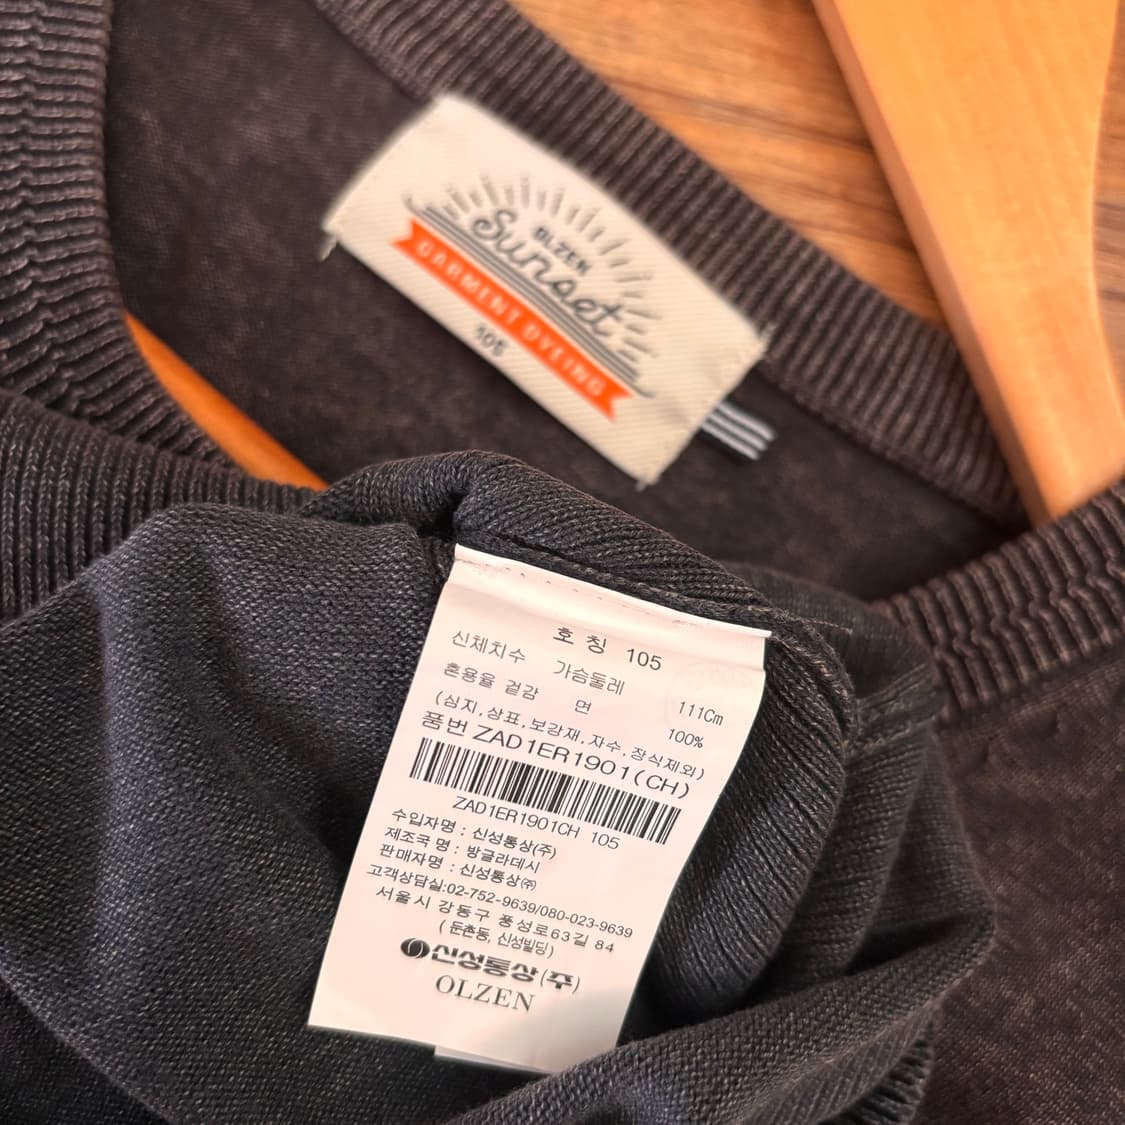 OLZEN
Sunset
GARMENT DYEING
105
호칭 105
신체치수 가슴둘레 111Cm
혼용율 겉감 면 100%
(심지,상표,보강재,자수,장식제외)
품번 ZAD1ER1901(CH)
ZAD1ER1901CH 105
수입자명 : 신성통상(주)
제조국명 : 방글라데시
판매자명 : 신성통상㈜
고객상담실:02-752-9639/080-023-9639
서울시 강동구 풍성로63길 84
(둔촌동, 신성빌딩)
신성통상(주)
OLZEN